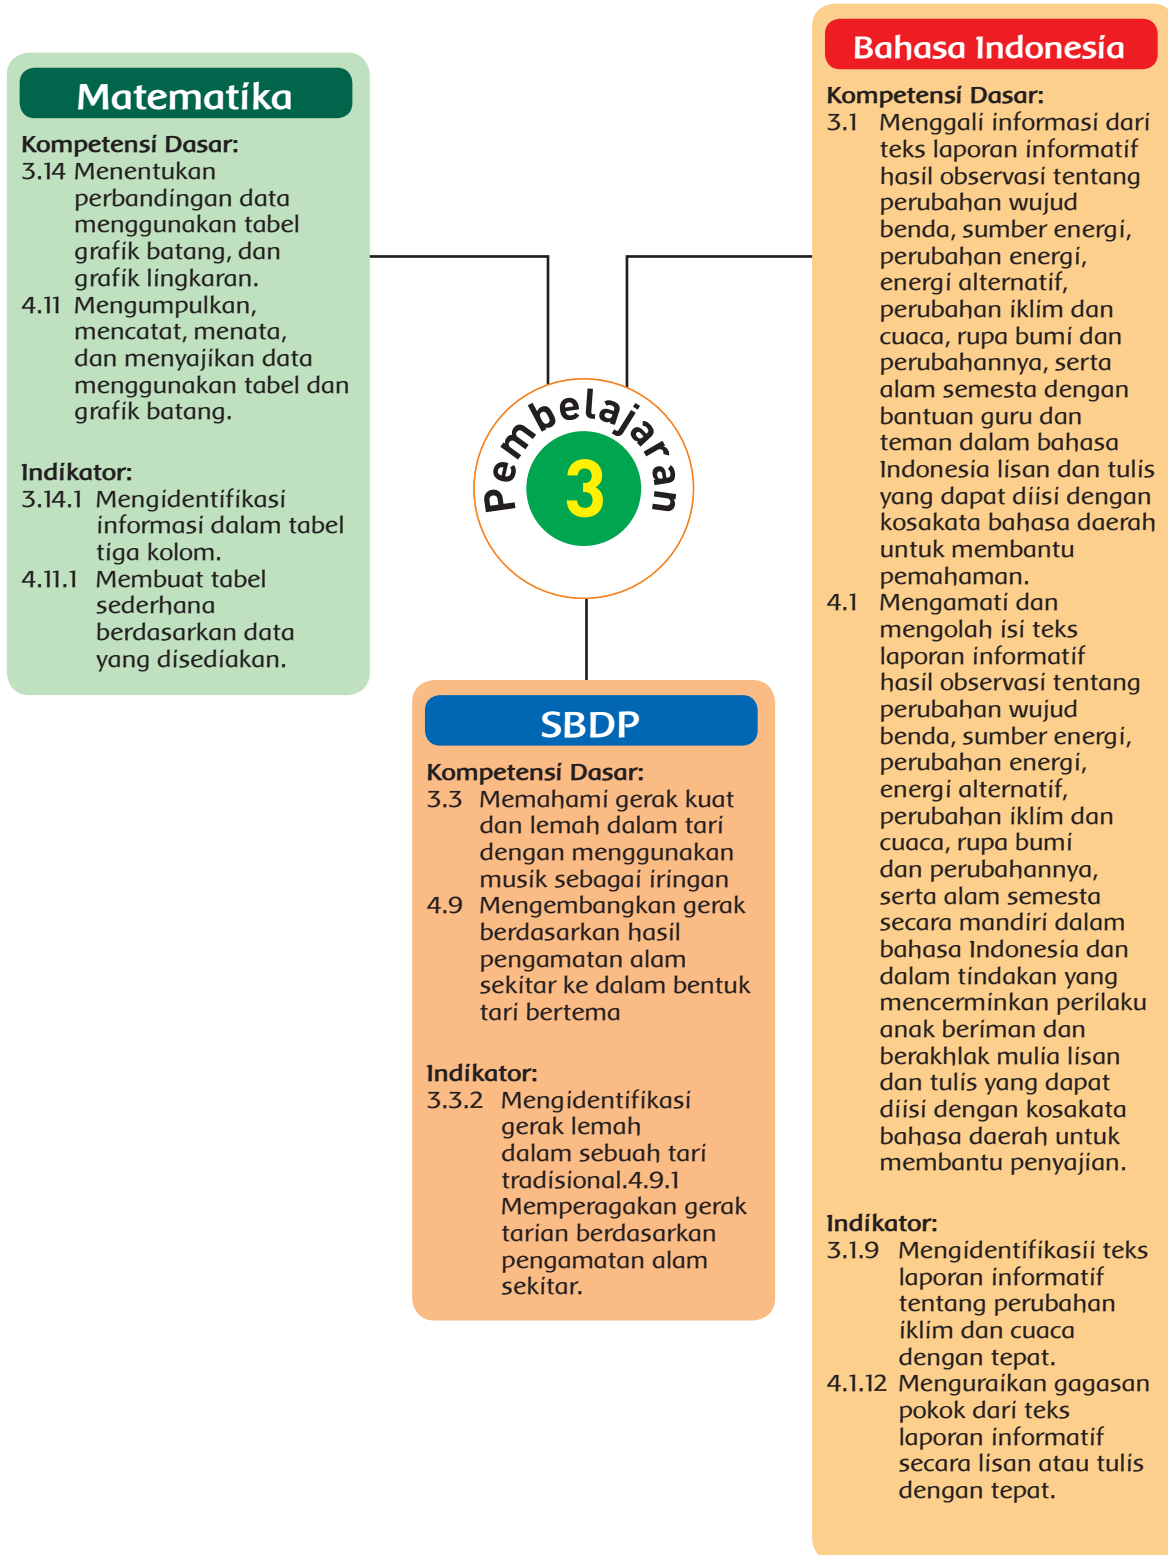 Matematika
Kompetensi Dasar:
3.14 Menentukan
perbandingan data
menggunakan tabel
grafik batang, dan
grafik lingkaran.
4.11 Mengumpulkan,
mencatat, menata,
dan menyajikan data
menggunakan tabel dan
grafik batang.
Indikator:
3.14.1 Mengidentifikasi
informasi dalam tabel
tiga kolom.
4.11.1 Membuat tabel
sederhana
berdasarkan data
yang disediakan.
Pembelajaran
3
SBDP
Kompetensi Dasar:
3.3 Memahami gerak kuat
dan lemah dalam tari
dengan menggunakan
musik sebagai iringan
4.9 Mengembangkan gerak
berdasarkan hasil
pengamatan alam
sekitar ke dalam bentuk
tari bertema
Indikator:
3.3.2 Mengidentifikasi
gerak lemah
dalam sebuah tari
tradisional.4.9.1
Memperagakan gerak
tarian berdasarkan
pengamatan alam
sekitar.
Bahasa Indonesia
Kompetensi Dasar:
3.1 Menggali informasi dari
teks laporan informatif
hasil observasi tentang
perubahan wujud
benda, sumber energi,
perubahan energi,
energi alternatif,
perubahan iklim dan
cuaca, rupa bumi dan
perubahannya, serta
alam semesta dengan
bantuan guru dan
teman dalam bahasa
Indonesia lisan dan tulis
yang dapat diisi dengan
kosakata bahasa daerah
untuk membantu
pemahaman.
4.1 Mengamati dan
mengolah isi teks
laporan informatif
hasil observasi tentang
perubahan wujud
benda, sumber energi,
perubahan energi,
energi alternatif,
perubahan iklim dan
cuaca, rupa bumi
dan perubahannya,
serta alam semesta
secara mandiri dalam
bahasa Indonesia dan
dalam tindakan yang
mencerminkan perilaku
anak beriman dan
berakhlak mulia lisan
dan tulis yang dapat
diisi dengan kosakata
bahasa daerah untuk
membantu penyajian.
Indikator:
3.1.9 Mengidentifikasii teks
laporan informatif
tentang perubahan
iklim dan cuaca
dengan tepat.
4.1.12 Menguraikan gagasan
pokok dari teks
laporan informatif
secara lisan atau tulis
dengan tepat.